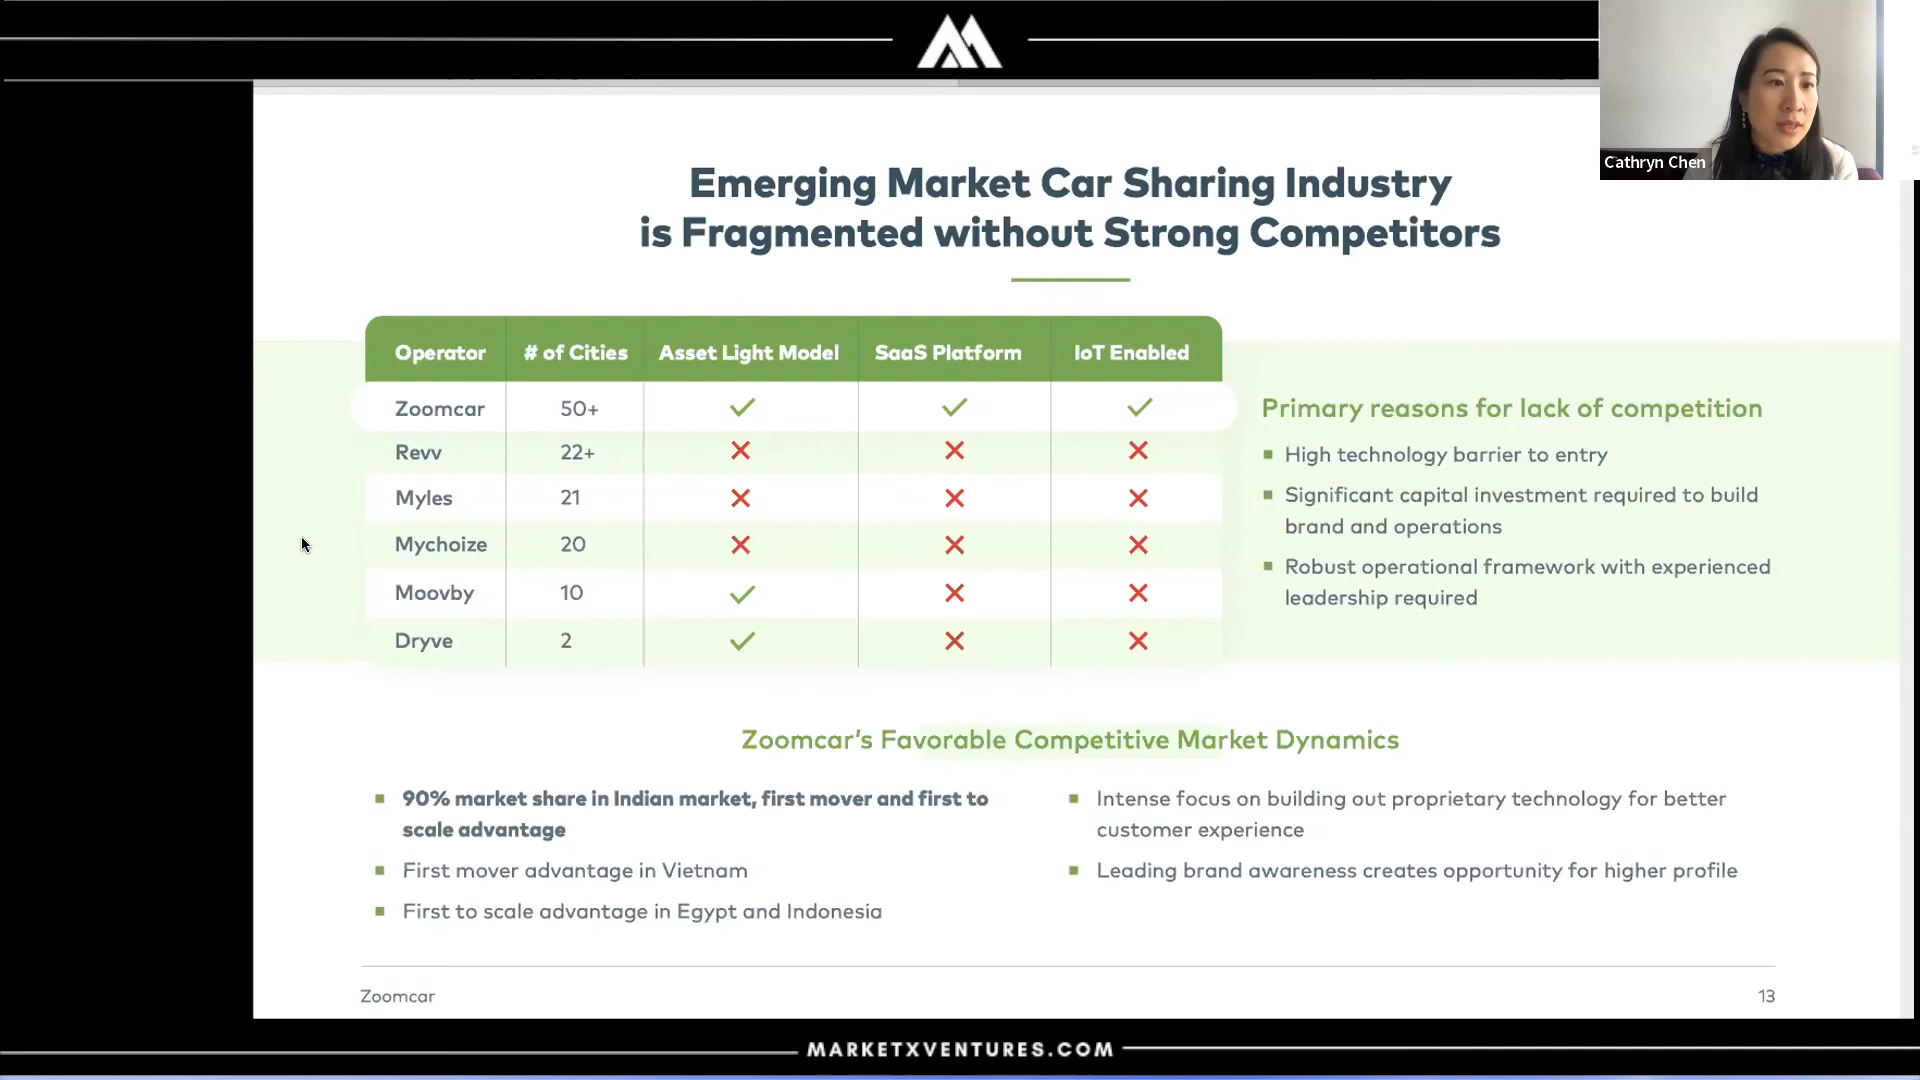 Cathryn Chen
Emerging Market Car Sharing Industry
is Fragmented without Strong Competitors
Operator # of Cities Asset Light Model SaaS Platform IoT Enabled
Zoomcar 50+
Revv 22+
Myles 21
Mychoize 20
Moovby 10
Dryve 2
Primary reasons for lack of competition
High technology barrier to entry
Significant capital investment required to build
brand and operations
Robust operational framework with experienced
leadership required
Zoomcar's Favorable Competitive Market Dynamics
90% market share in Indian market, first mover and first to
scale advantage
First mover advantage in Vietnam
First to scale advantage in Egypt and Indonesia
Intense focus on building out proprietary technology for better
customer experience
Leading brand awareness creates opportunity for higher profile
Zoomcar 13
MARKETXVENTURES.COM